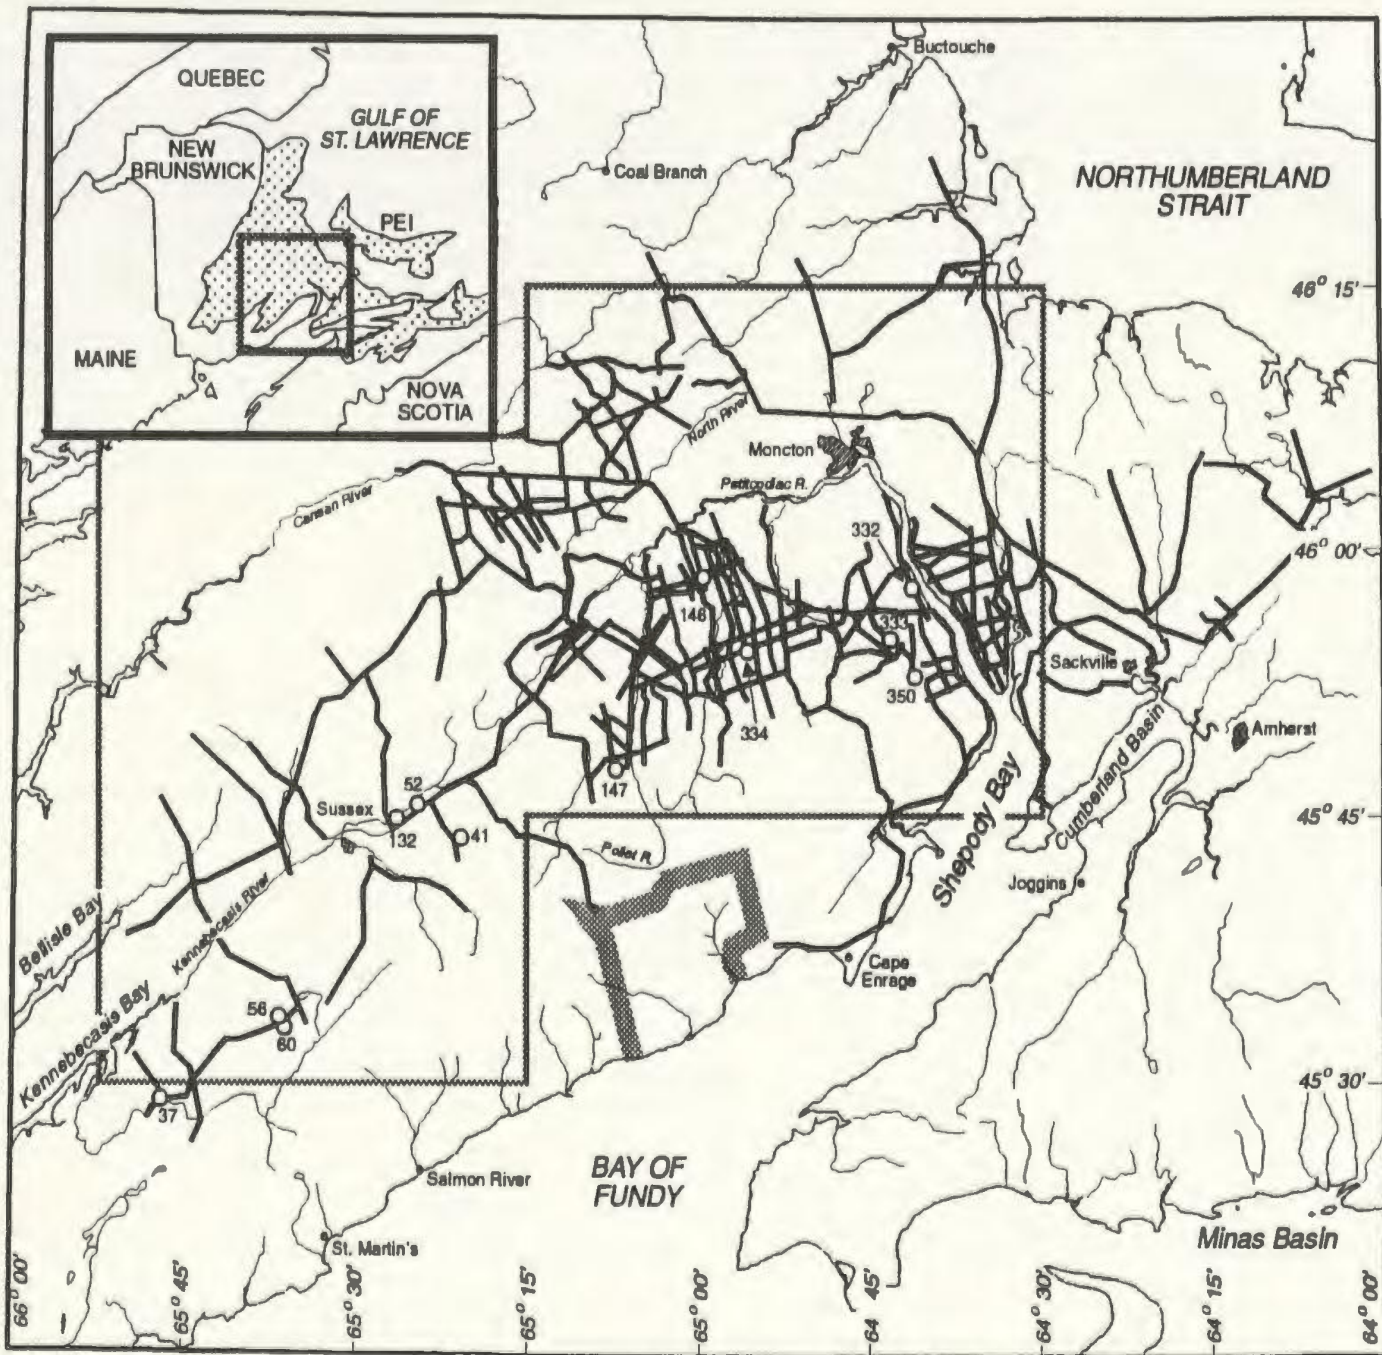 QUEBEC
GULF OF
ST. LAWRENCE
NEW
BRUNSWICK
PEI
MAINE
NOVA
SCOTIA
Buctouche
Coal Branch
NORTHUMBERLAND
STRAIT
46° 15'
North River
Moncton
Petitcodiac R.
Canaan River
332
46° 00'
146
333
Sackville
350
334
Amherst
147
52
Sussex
132
41
Shepody Bay
Cumberland Basin
45° 45'
Pollet R.
Joggins
Bellisle Bay
Kennebecasis River
Cape
Enrage
Kennebecasis Bay
56
60
37
45° 30'
BAY OF
FUNDY
Salmon River
St. Martin's
Minas Basin
66° 00'
65° 45'
65° 30'
65° 15'
65° 00'
64° 45'
64° 30'
64° 15'
64° 00'